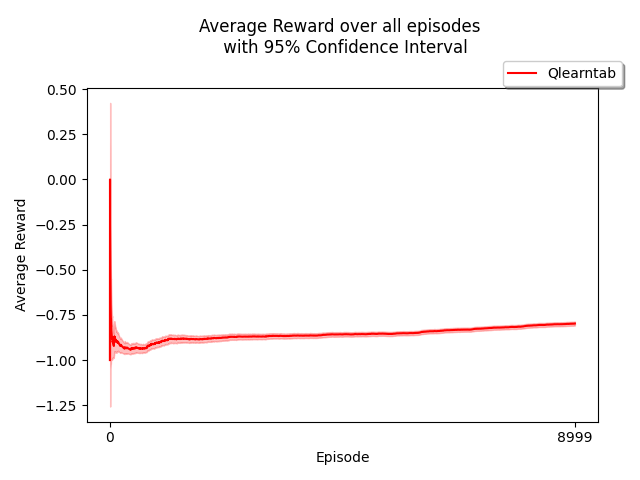 Average Reward over all episodes
with 95% Confidence Interval
Qlearntab
0.50
0.25
0.00
−0.25
−0.50
−0.75
−1.00
−1.25
Average Reward
0
8999
Episode